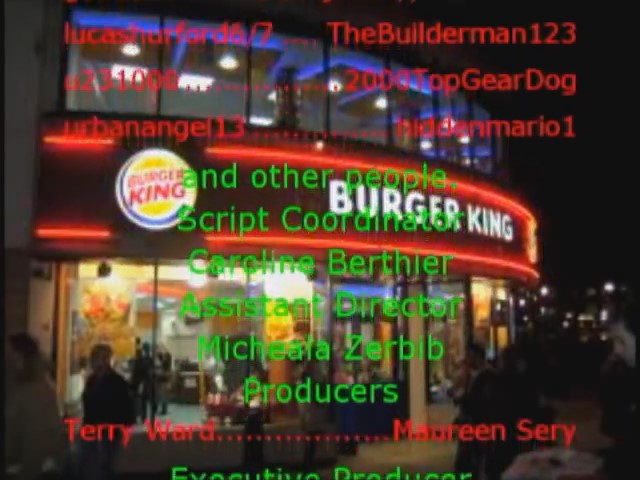 lucashurford6/7 .... TheBuilderman123
u231000................2000TopGearDog
urbanangel13.............. hiddenmario1
and other people.
BURGER KING
BURGER KING
Script Coordinator
Caroline Berthier
Assistant Director
Micheala Zerbib
Producers
Terry Ward..................Maureen Sery
Executive Producer